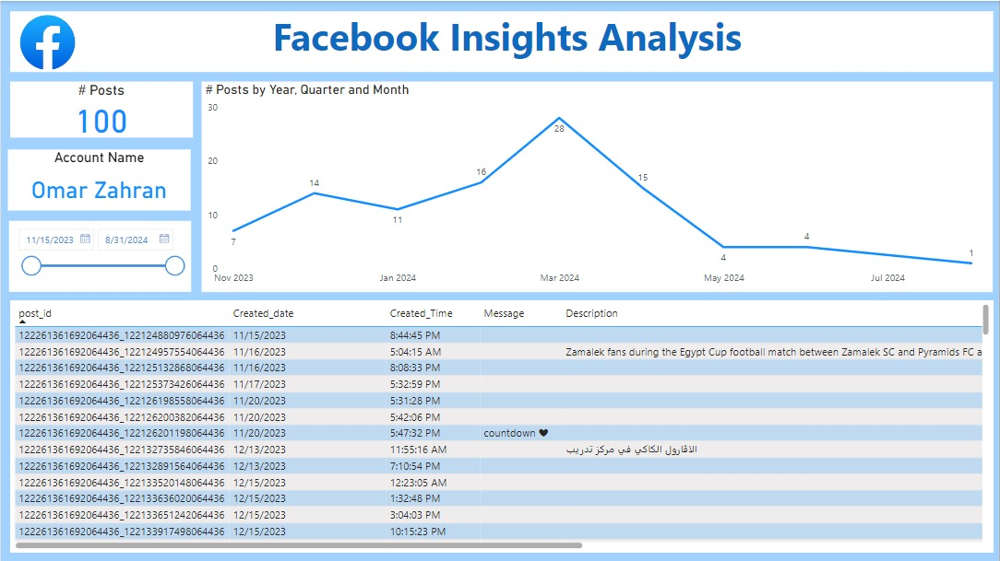 Facebook Insights Analysis
# Posts
100
Account Name
Omar Zahran
11/15/2023 8/31/2024
# Posts by Year, Quarter and Month
30
20
10
0
7
14
11
16
28
15
4
4
1
Nov 2023 Jan 2024 Mar 2024 May 2024 Jul 2024
post_id Created_date Created_Time Message Description
122261361692064436_122124880976064436 11/15/2023 8:44:45 PM
122261361692064436_122124957554064436 11/16/2023 5:04:15 AM Zamalek fans during the Egypt Cup football match between Zamalek SC and Pyramids FC a
122261361692064436_122125132868064436 11/16/2023 8:08:33 PM
122261361692064436_122125373426064436 11/17/2023 5:32:59 PM
122261361692064436_122126198558064436 11/20/2023 5:31:28 PM
122261361692064436_122126200382064436 11/20/2023 5:42:06 PM
122261361692064436_122126201198064436 11/20/2023 5:47:32 PM countdown ❤
122261361692064436_122132735846064436 12/13/2023 11:55:16 AM الآڤارول الكاكي في مركز تدريب
122261361692064436_122132891564064436 12/13/2023 7:10:54 PM
122261361692064436_122133520148064436 12/15/2023 12:23:05 AM
122261361692064436_122133636020064436 12/15/2023 1:32:48 PM
122261361692064436_122133651242064436 12/15/2023 3:04:03 PM
122261361692064436_122133917498064436 12/15/2023 10:15:23 PM